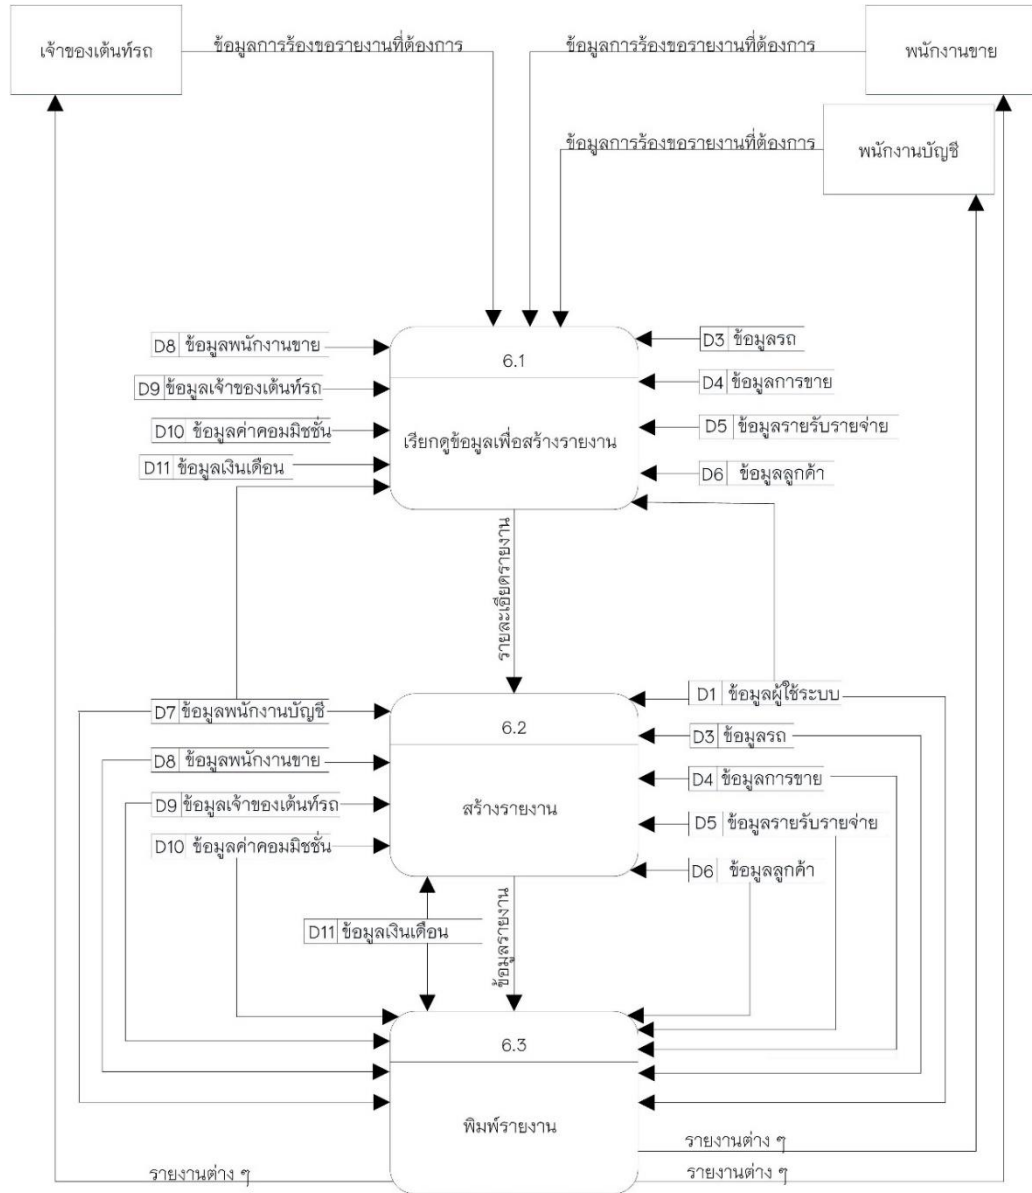 เจ้าของเต้นท์รถ
ข้อมูลการร้องขอรายงานที่ต้องการ
ข้อมูลการร้องขอรายงานที่ต้องการ
พนักงานขาย
ข้อมูลการร้องขอรายงานที่ต้องการ
พนักงานบัญชี
D8 ข้อมูลพนักงานขาย
D9 ข้อมูลเจ้าของเต้นท์รถ
D10 ข้อมูลค่าคอมมิชชั่น
D11 ข้อมูลเงินเดือน
6.1
เรียกดูข้อมูลเพื่อสร้างรายงาน
D3 ข้อมูลรถ
D4 ข้อมูลการขาย
D5 ข้อมูลรายรับรายจ่าย
D6 ข้อมูลลูกค้า
รายละเอียดรายงาน
D7 ข้อมูลพนักงานบัญชี
D8 ข้อมูลพนักงานขาย
D9 ข้อมูลเจ้าของเต้นท์รถ
D10 ข้อมูลค่าคอมมิชชั่น
6.2
สร้างรายงาน
D1 ข้อมูลผู้ใช้ระบบ
D3 ข้อมูลรถ
D4 ข้อมูลการขาย
D5 ข้อมูลรายรับรายจ่าย
D6 ข้อมูลลูกค้า
D11 ข้อมูลเงินเดือน
ข้อมูลรายงาน
6.3
พิมพ์รายงาน
รายงานต่าง ๆ
รายงานต่าง ๆ
รายงานต่าง ๆ